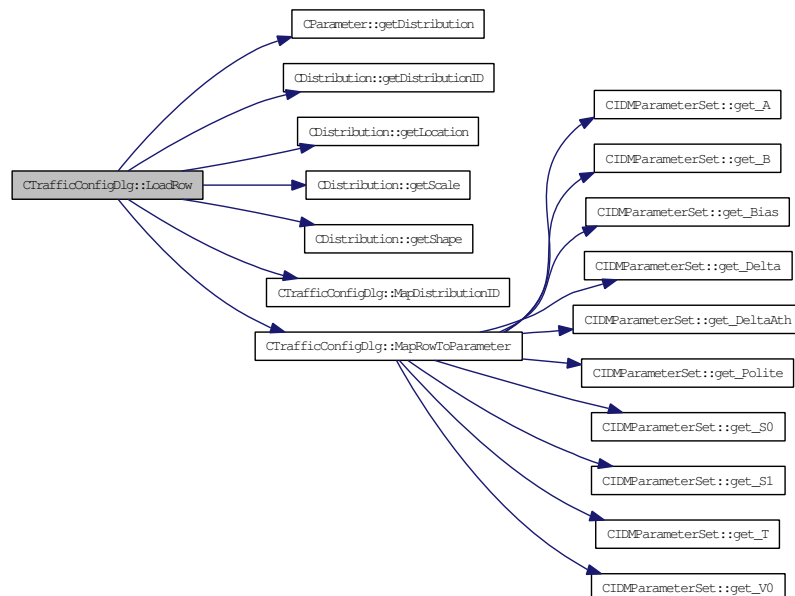 CParameter::getDistribution
CDistribution::getDistributionID
CDistribution::getLocation
CTrafficConfigDlg::LoadRow
CDistribution::getScale
CDistribution::getShape
CTrafficConfigDlg::MapDistributionID
CTrafficConfigDlg::MapRowToParameter
CIDMParameterSet::get_A
CIDMParameterSet::get_B
CIDMParameterSet::get_Bias
CIDMParameterSet::get_Delta
CIDMParameterSet::get_DeltaAth
CIDMParameterSet::get_Polite
CIDMParameterSet::get_S0
CIDMParameterSet::get_S1
CIDMParameterSet::get_T
CIDMParameterSet::get_V0